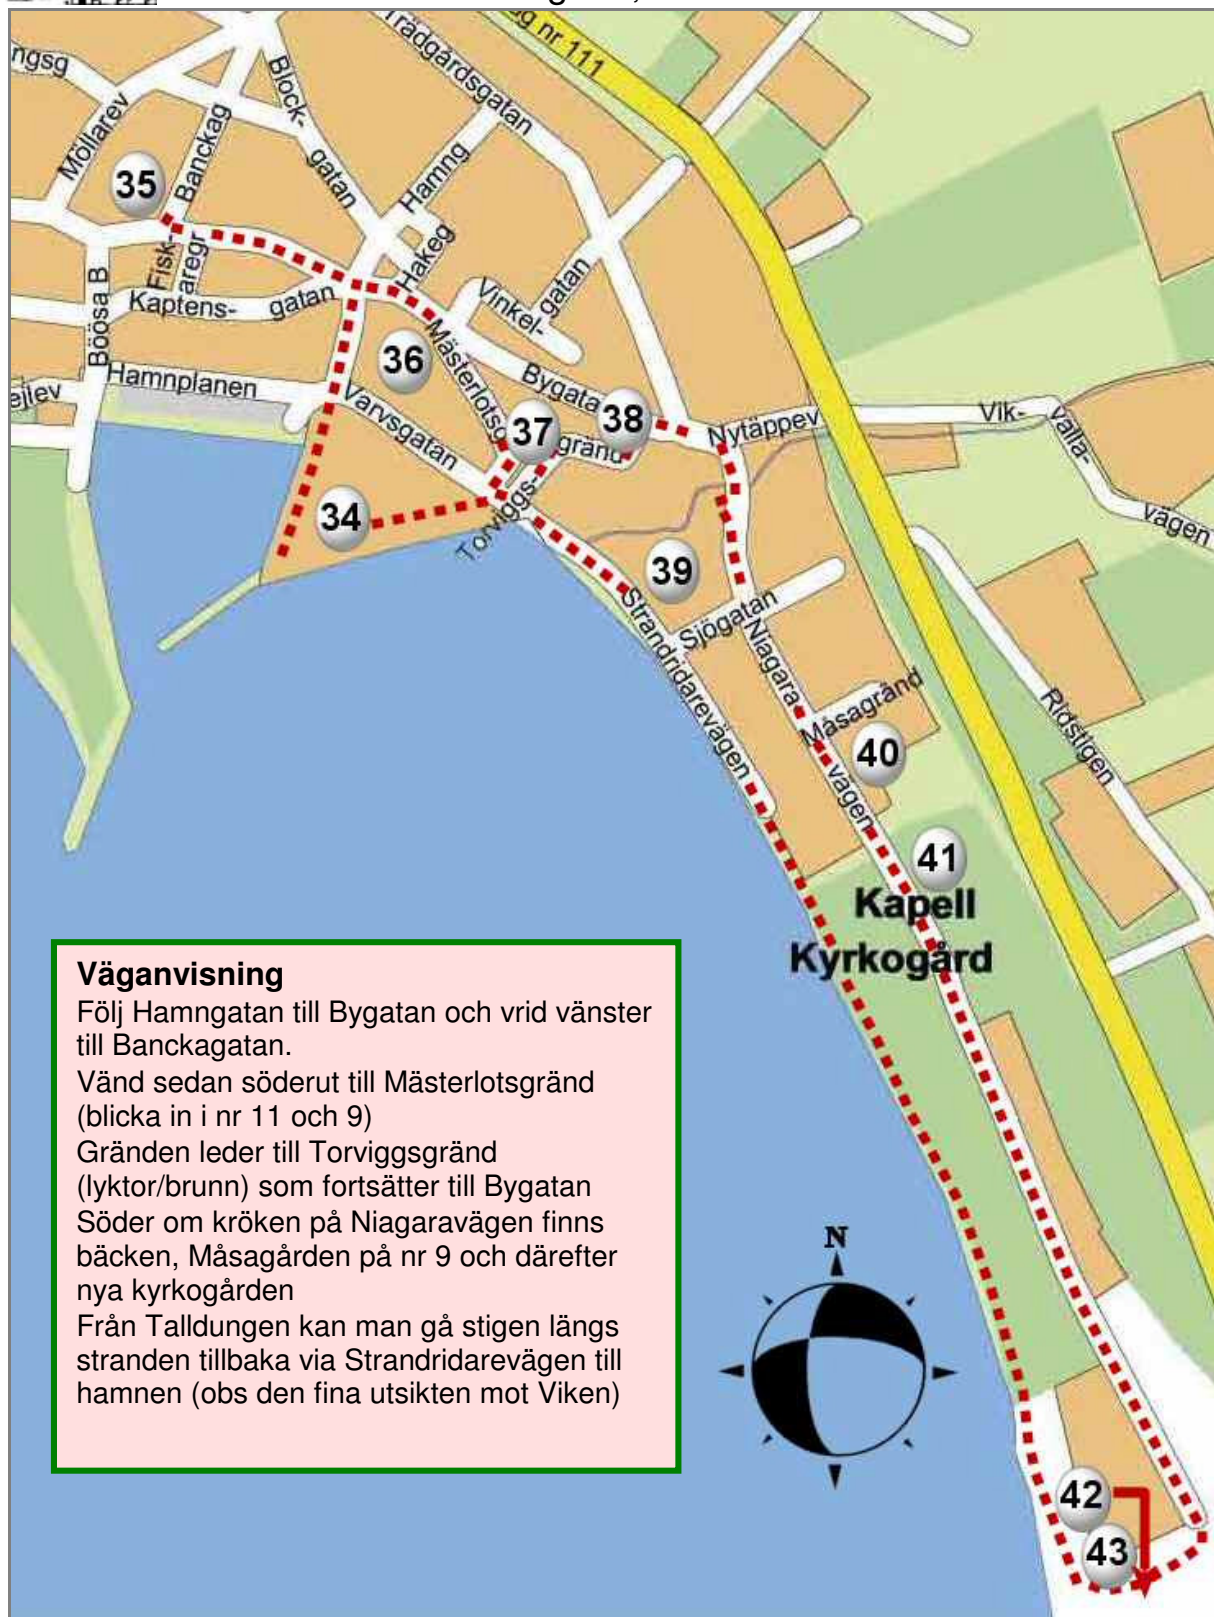 sg nr 111
Trädgårdsgatan
ngsg
Block-
gatan
Möllarev
Banckag
Hamng
35
Fisk-
aregr
Hakeg
Böösa B
Kaptens-
gatan
Vinkel-
gatan
36
Mästerlotsg
Hamnplanen
ejlev
Varvsgatan
Bygata
38
37
gränd
Nytäppev
Vik-
valla-
vägen
34
Torviggs-
39
Strandridarevägen
Sjögatan
Niagara
vägen
Måsagränd
40
Ridstigen
41
Kapell
Kyrkogård
Väganvisning
Följ Hamngatan till Bygatan och vrid vänster
till Banckagatan.
Vänd sedan söderut till Mästerlotsgränd
(blicka in i nr 11 och 9)
Gränden leder till Torviggsgränd
(lyktor/brunn) som fortsätter till Bygatan
Söder om kröken på Niagaravägen finns
bäcken, Måsagården på nr 9 och därefter
nya kyrkogården
Från Talldungen kan man gå stigen längs
stranden tillbaka via Strandridarevägen till
hamnen (obs den fina utsikten mot Viken)
N
42
43